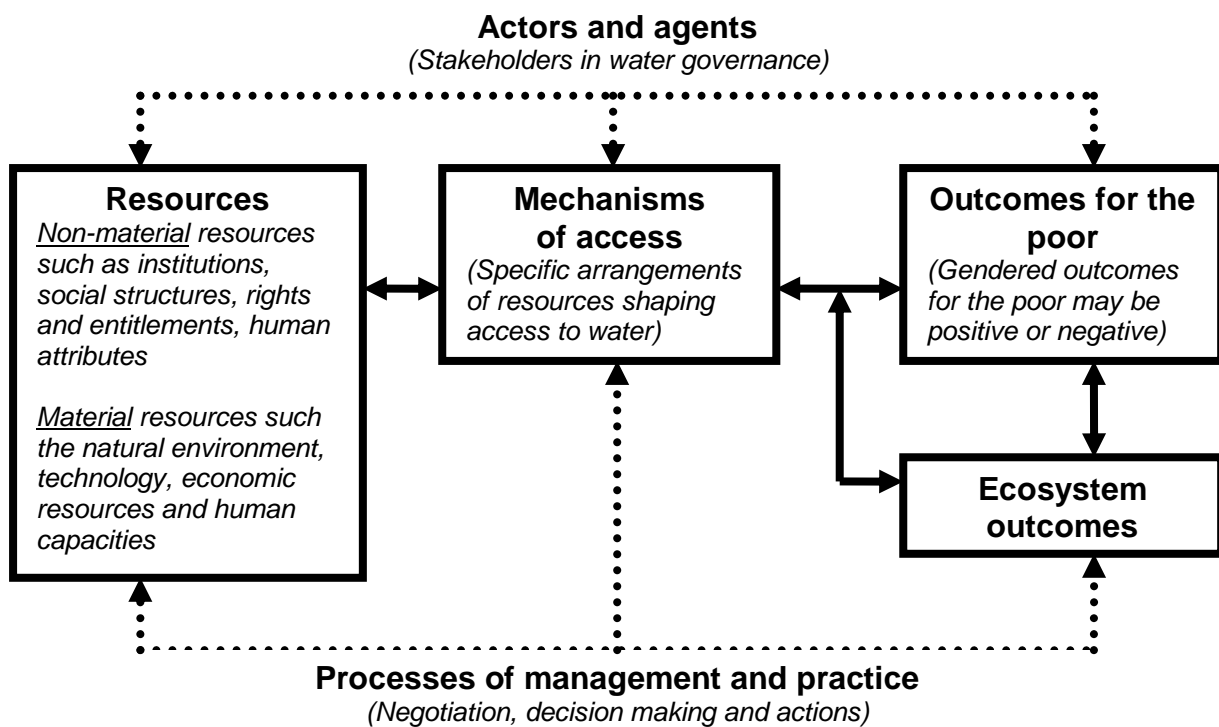 Actors and agents
(Stakeholders in water governance)
Resources
Non-material resources
such as institutions,
social structures, rights
and entitlements, human
attributes
Material resources such
the natural environment,
technology, economic
resources and human
capacities
Mechanisms
of access
(Specific arrangements
of resources shaping
access to water)
Outcomes for the
poor
(Gendered outcomes
for the poor may be
positive or negative)
Ecosystem
outcomes
Processes of management and practice
(Negotiation, decision making and actions)